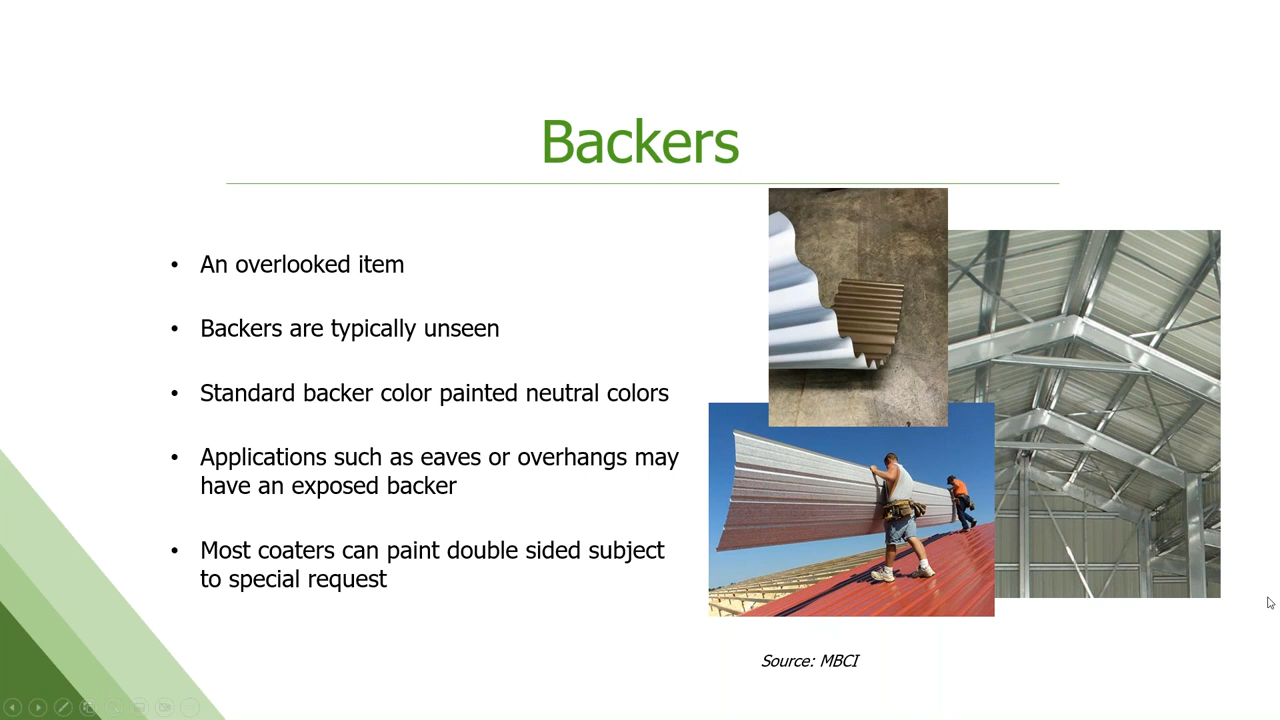 Backers
• An overlooked item
• Backers are typically unseen
• Standard backer color painted neutral colors
• Applications such as eaves or overhangs may
have an exposed backer
• Most coaters can paint double sided subject
to special request
Source: MBCI